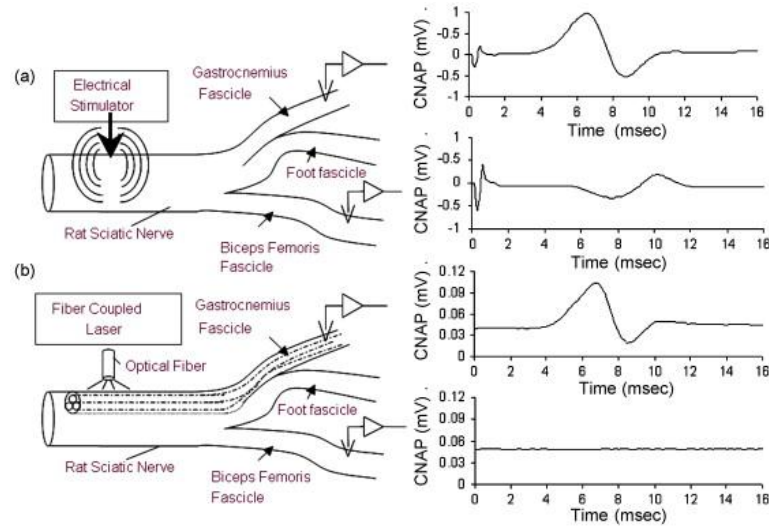 (a)
Electrical
Stimulator
Gastrocnemius
Fascicle
Foot fascicle
Rat Sciatic Nerve
Biceps Femoris
Fascicle
CNAP (mV)
1
0.5
0
-0.5
-1
0 2 4 6 8 10 12 14 16
Time (msec)
CNAP (mV)
1
0.5
0
-0.5
-1
0 2 4 6 8 10 12 14 16
Time (msec)
(b)
Fiber Coupled
Laser
Optical Fiber
Gastrocnemius
Fascicle
Foot fascicle
Rat Sciatic Nerve
Biceps Femoris
Fascicle
CNAP (mV)
0.12
0.09
0.06
0.03
0
0 2 4 6 8 10 12 14 16
Time (msec)
CNAP (mV)
0.12
0.09
0.06
0.03
0
0 2 4 6 8 10 12 14 16
Time (msec)